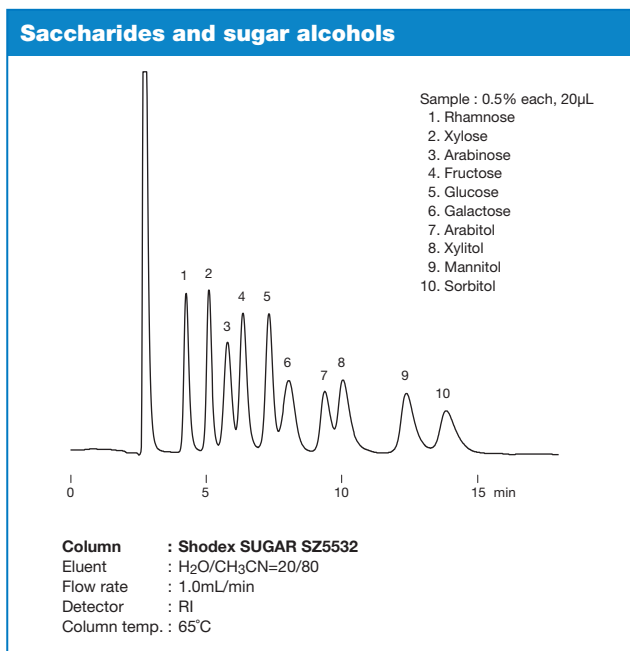 Saccharides and sugar alcohols
Sample : 0.5% each, 20µL
1. Rhamnose
2. Xylose
3. Arabinose
4. Fructose
5. Glucose
6. Galactose
7. Arabitol
8. Xylitol
9. Mannitol
10. Sorbitol
1 2 3 4 5 6 7 8 9 10
0 5 10 15 min
Column : Shodex SUGAR SZ5532
Eluent : H₂O/CH₃CN=20/80
Flow rate : 1.0mL/min
Detector : RI
Column temp. : 65˚C